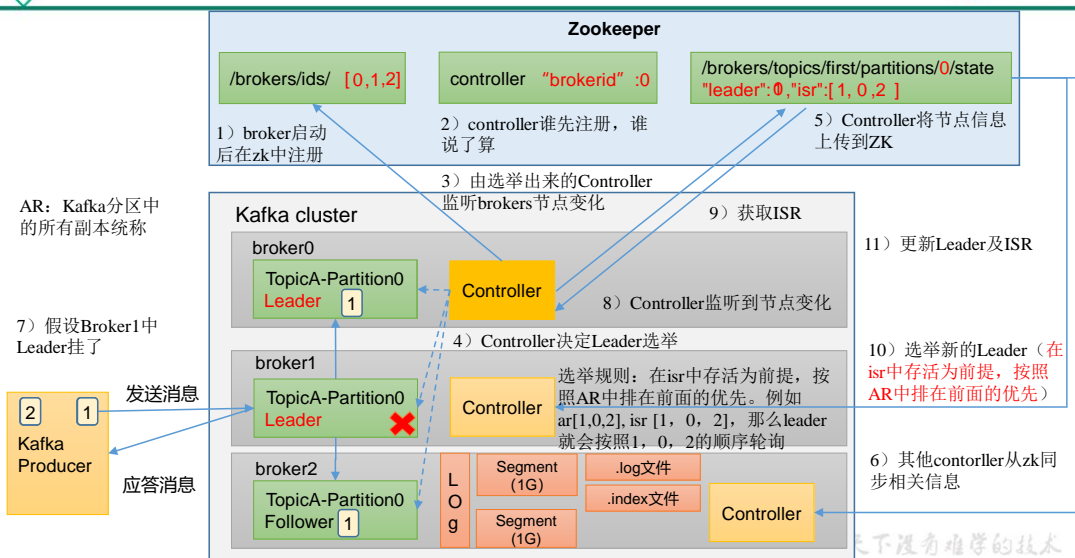 Zookeeper
/brokers/ids/ [0,1,2]
controller “brokerid” :0
/brokers/topics/first/partitions/0/state
"leader":0,"isr":[1, 0,2 ]
1）broker启动
后在zk中注册
2）controller谁先注册，谁
说了算
5）Controller将节点信息
上传到ZK
3）由选举出来的Controller
监听brokers节点变化
AR：Kafka分区中
的所有副本统称
Kafka cluster
9）获取ISR
11）更新Leader及ISR
broker0
TopicA-Partition0
Leader 1
Controller
8）Controller监听到节点变化
7）假设Broker1中
Leader挂了
4）Controller决定Leader选举
broker1
TopicA-Partition0
Leader
Controller
选举规则：在isr中存活为前提，按
照AR中排在前面的优先。例如
ar[1,0,2], isr [1，0，2]，那么leader
就会按照1，0，2的顺序轮询
10）选举新的Leader（在
isr中存活为前提，按照
AR中排在前面的优先）
发送消息
2 1
Kafka
Producer
应答消息
broker2
TopicA-Partition0
Follower 1
LOg
Segment
(1G)
Segment
(1G)
.log文件
.index文件
Controller
6）其他contorller从zk同
步相关信息
天下没有难学的技术